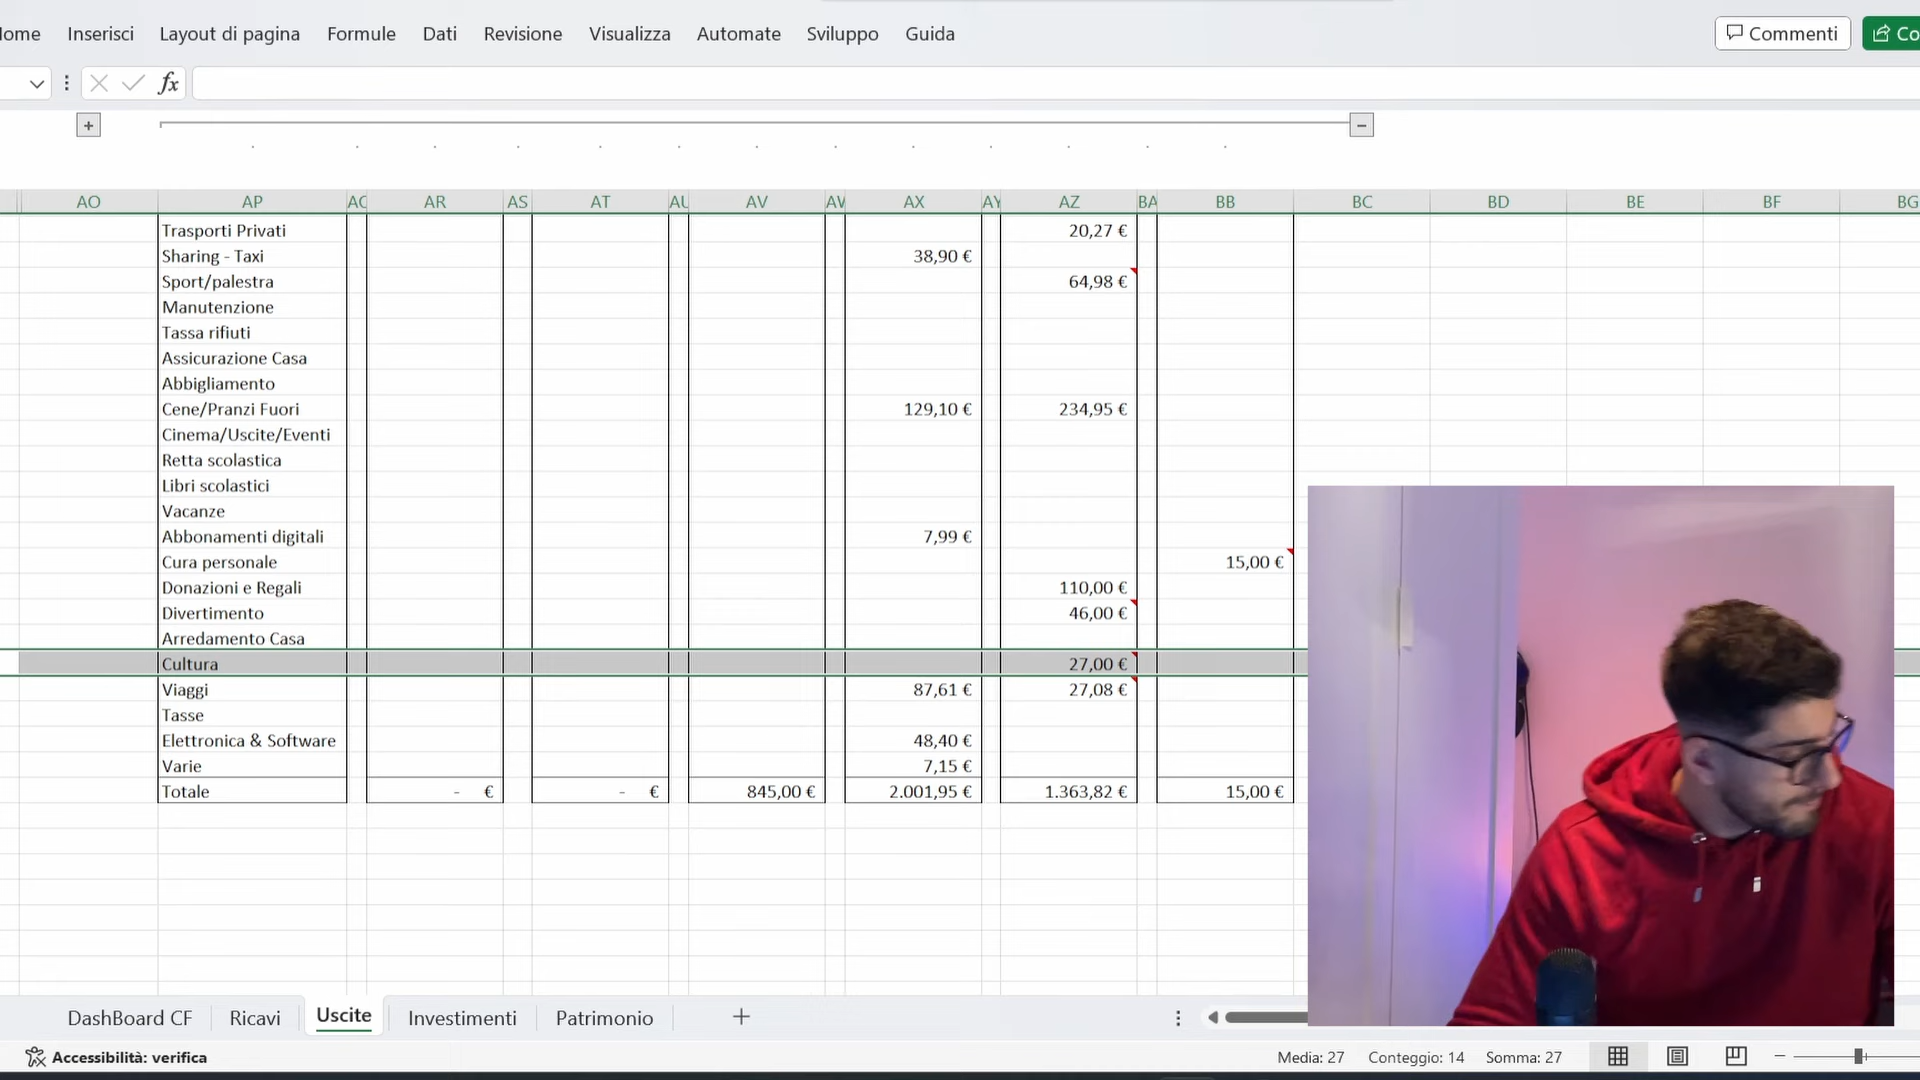 ome Inserisci Layout di pagina Formule Dati Revisione Visualizza Automate Sviluppo Guida Commenti Co
fx
AO AP AR AS AT AV AX AY AZ BA BB BC BD BE BF BG
Trasporti Privati 20,27 €
Sharing - Taxi 38,90 €
Sport/palestra 64,98 €
Manutenzione
Tassa rifiuti
Assicurazione Casa
Abbigliamento
Cene/Pranzi Fuori 129,10 € 234,95 €
Cinema/Uscite/Eventi
Retta scolastica
Libri scolastici
Vacanze
Abbonamenti digitali 7,99 €
Cura personale 15,00 €
Donazioni e Regali 110,00 €
Divertimento 46,00 €
Arredamento Casa
Cultura 27,00 €
Viaggi 87,61 € 27,08 €
Tasse
Elettronica & Software 48,40 €
Varie 7,15 €
Totale - € - € 845,00 € 2.001,95 € 1.363,82 € 15,00 €
DashBoard CF Ricavi Uscite Investimenti Patrimonio
Accessibilità: verifica Media: 27 Conteggio: 14 Somma: 27